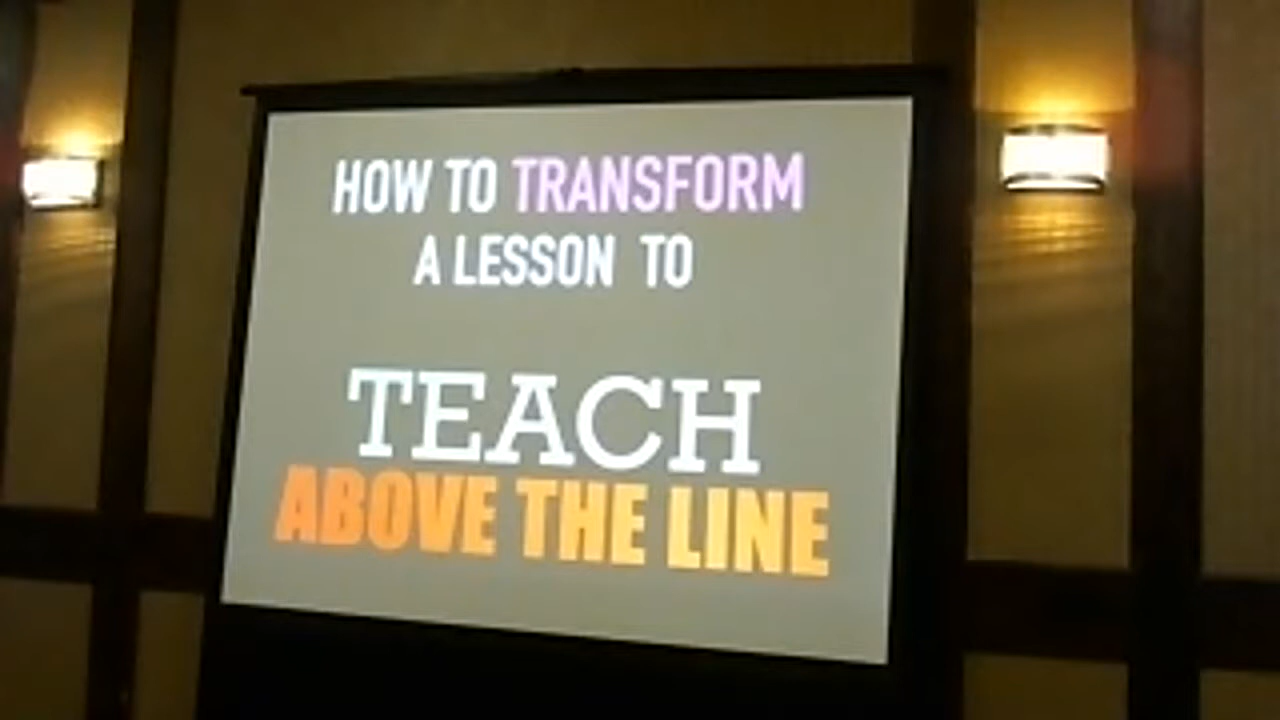 HOW TO TRANSFORM
A LESSON TO
TEACH
ABOVE THE LINE